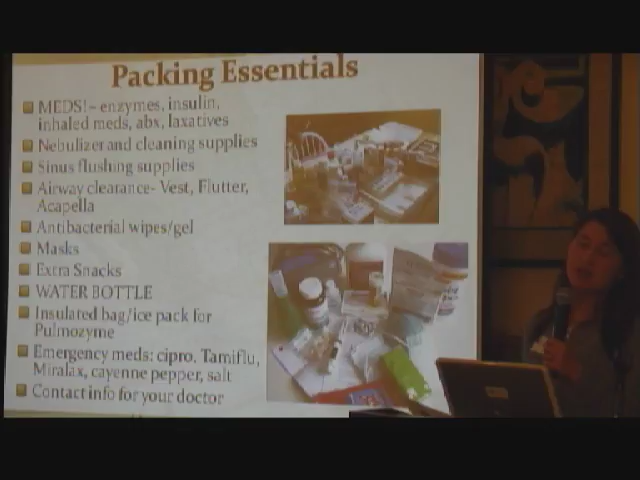 Packing Essentials
MEDS!– enzymes, insulin,
inhaled meds, abx, laxatives
Nebulizer and cleaning supplies
Sinus flushing supplies
Airway clearance- Vest, Flutter,
Acapella
Antibacterial wipes/gel
Masks
Extra Snacks
WATER BOTTLE
Insulated bag/ice pack for
Pulmozyme
Emergency meds: cipro, Tamiflu,
Miralax, cayenne pepper, salt
Contact info for your doctor